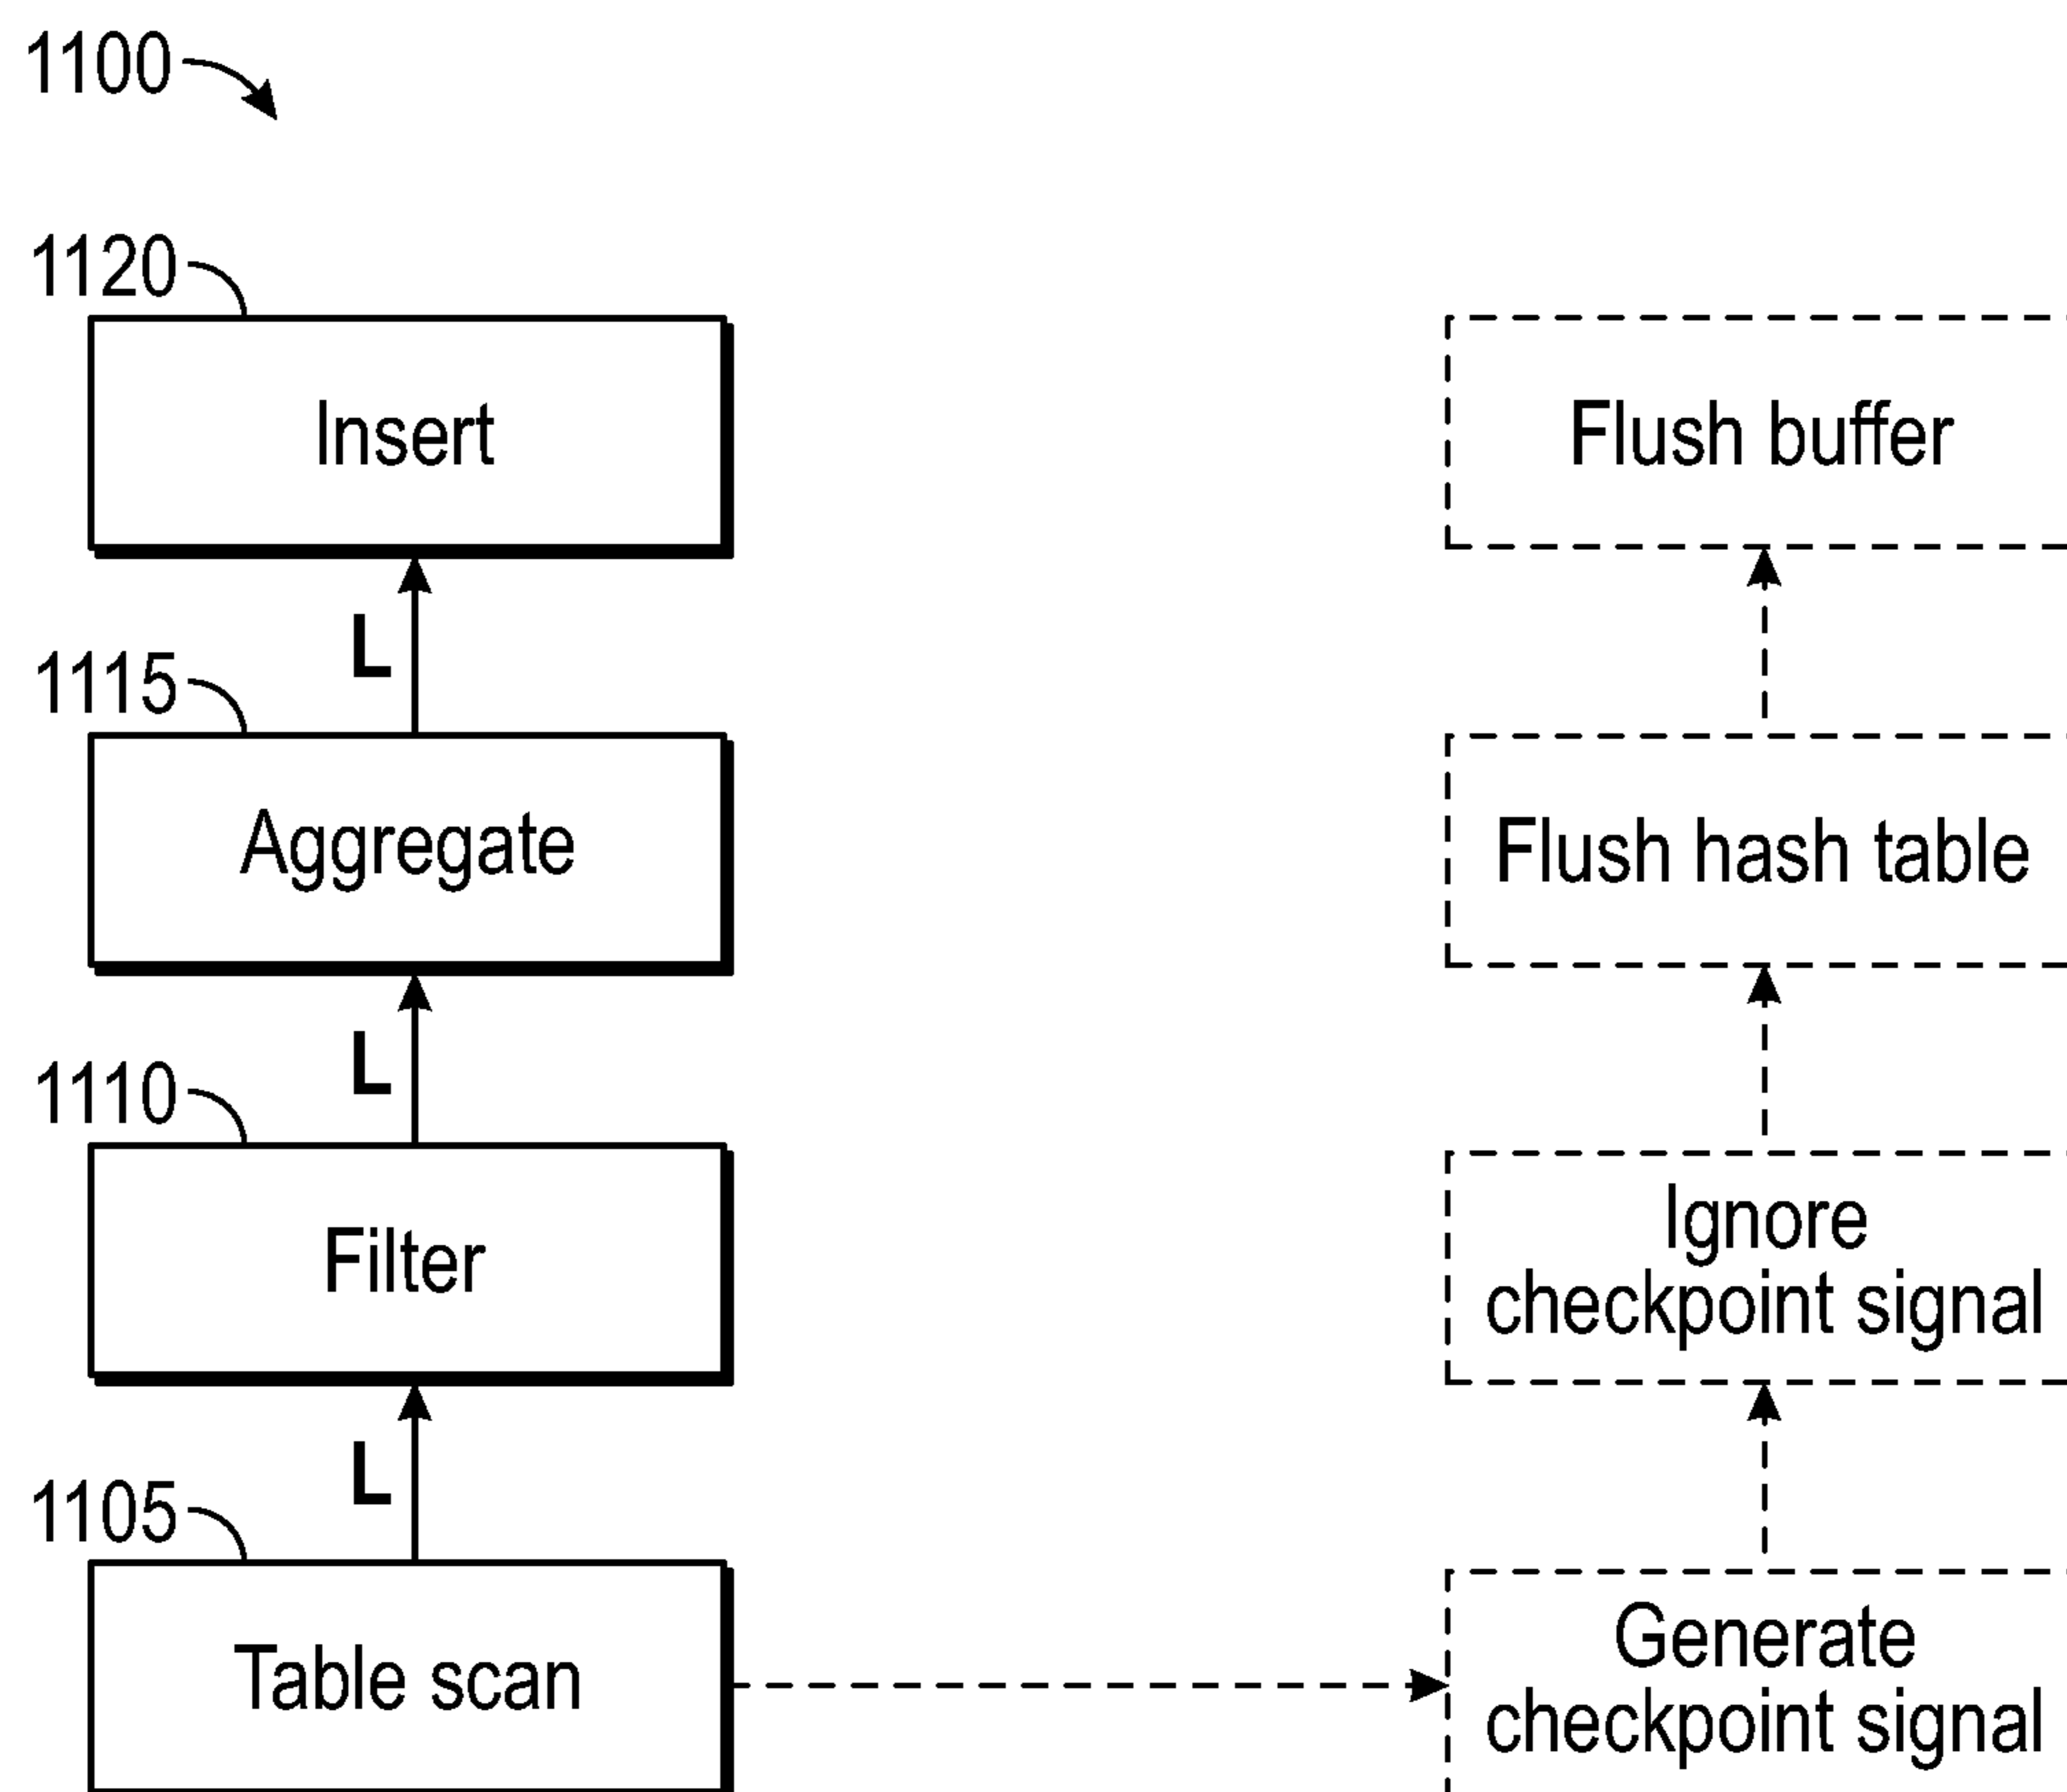 1100
1120
Insert
Flush buffer
L
1115
Aggregate
Flush hash table
L
1110
Filter
Ignore
checkpoint signal
L
1105
Table scan
Generate
checkpoint signal